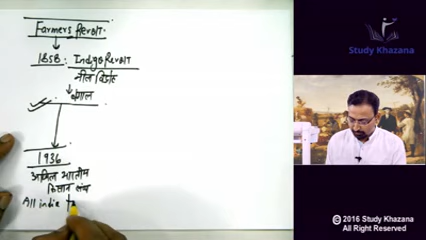 Farmers Revolt
1858: Indigo Revolt
नील विद्रोह
बंगाल
1936
अखिल भारतीय
किसान संघ
All india
Study Khazana
© 2016 Study Khazana
All Right Reserved